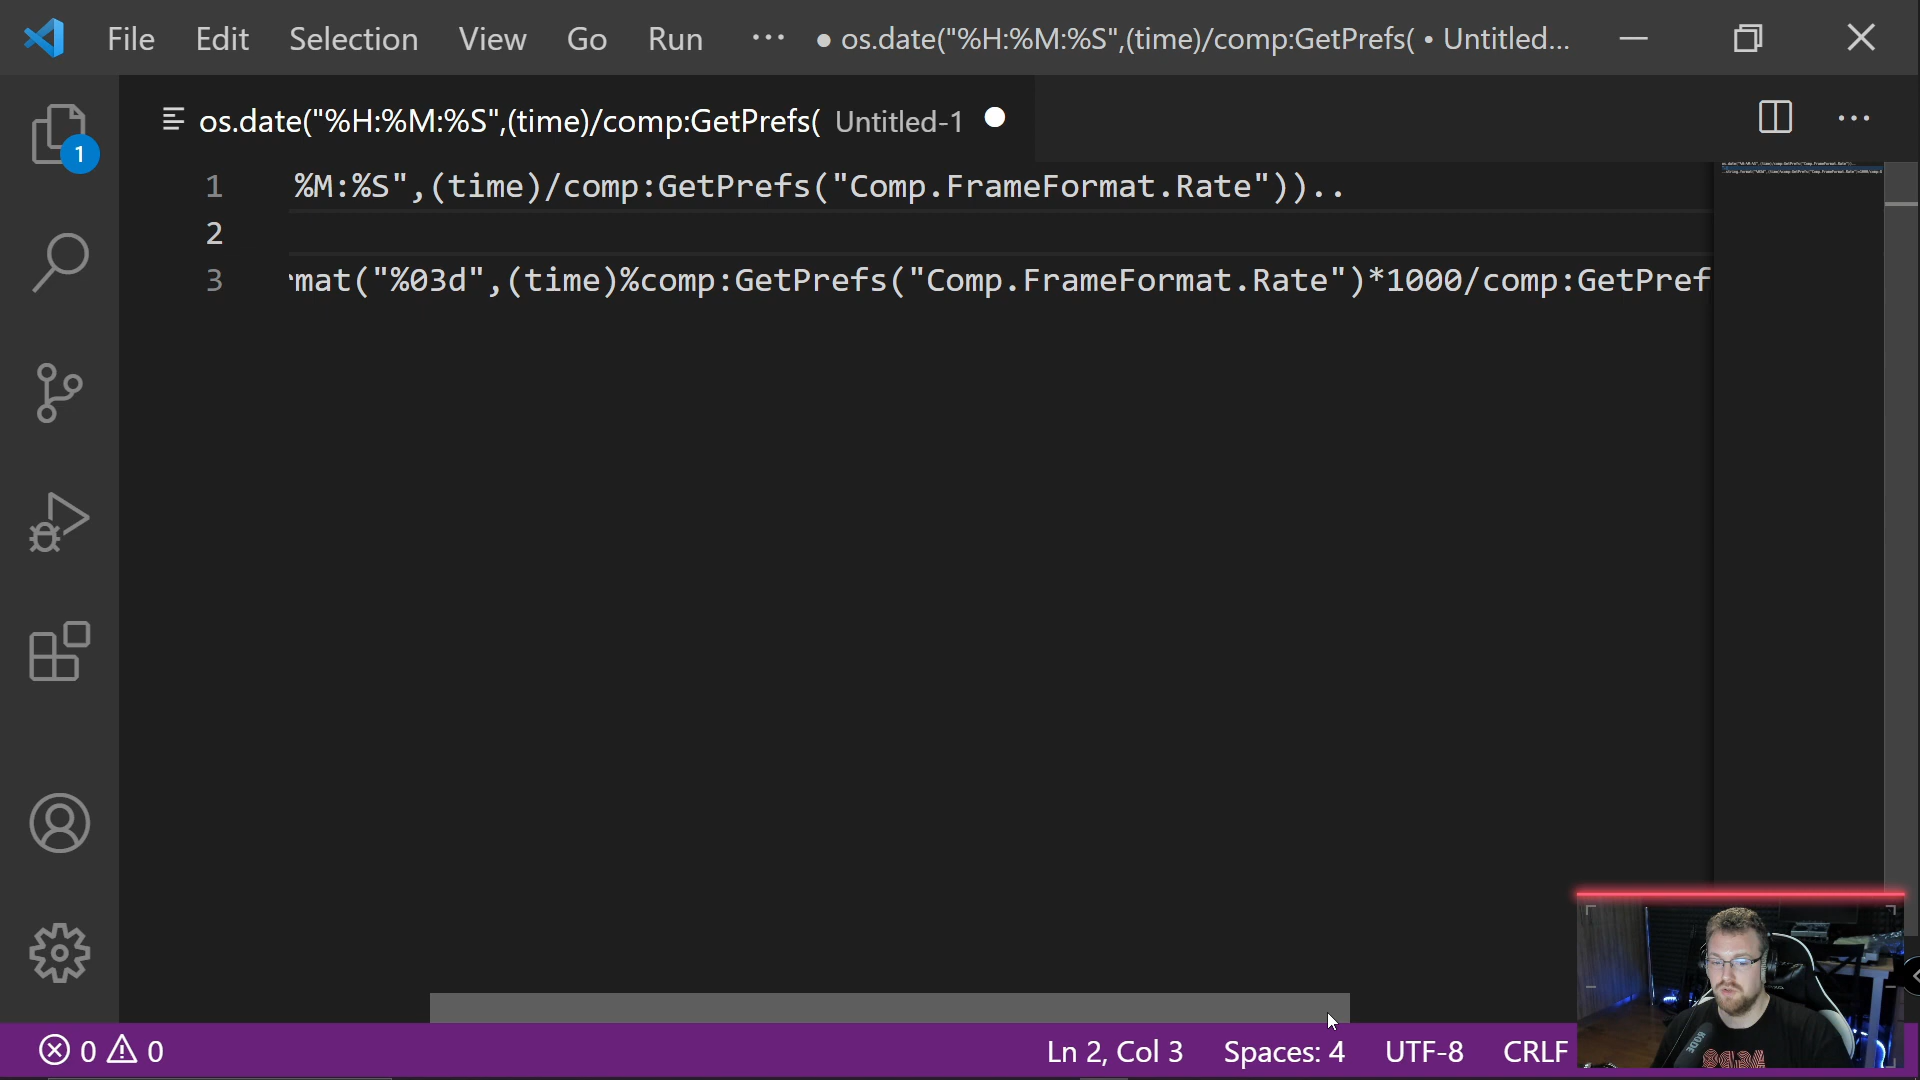 File Edit Selection View Go Run ··· ● os.date("%H:%M:%S",(time)/comp:GetPrefs( • Untitled...
os.date("%H:%M:%S",(time)/comp:GetPrefs( Untitled-1
1
1 %M:%S",(time)/comp:GetPrefs("Comp.FrameFormat.Rate"))..
2
3 mat("%03d",(time)%comp:GetPrefs("Comp.FrameFormat.Rate")*1000/comp:GetPref
0 0 Ln 2, Col 3 Spaces: 4 UTF-8 CRLF
RODE